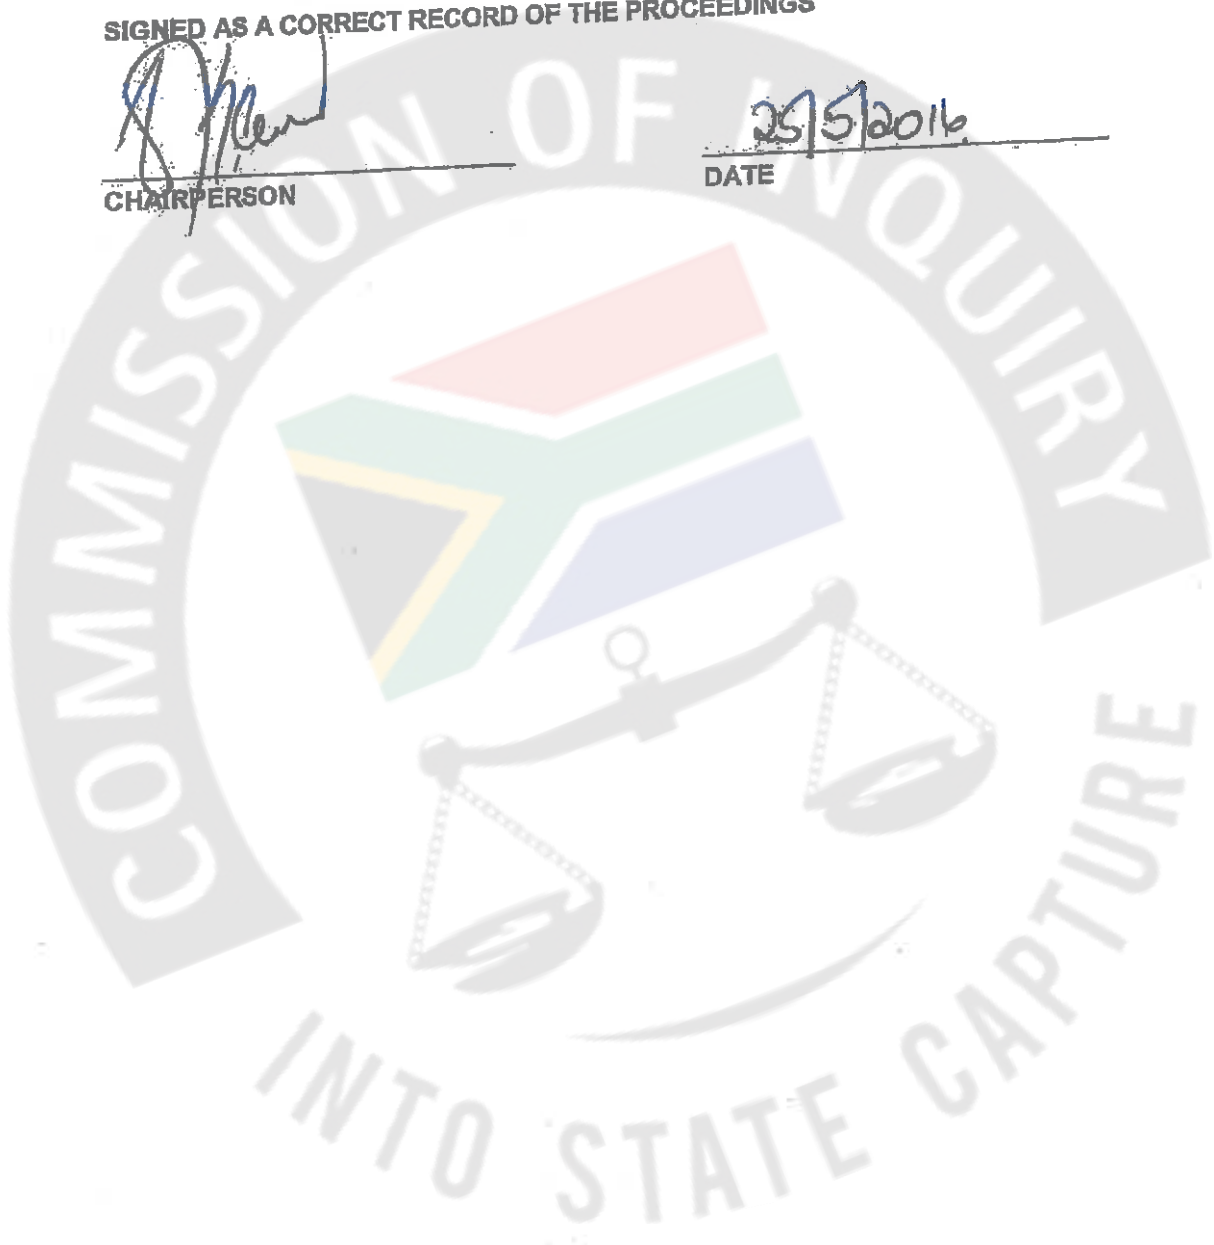 SIGNED AS A CORRECT RECORD OF THE PROCEEDINGS
25/5/2016
CHAIRPERSON
DATE
COMMISSION OF INQUIRY
INTO STATE CAPTURE